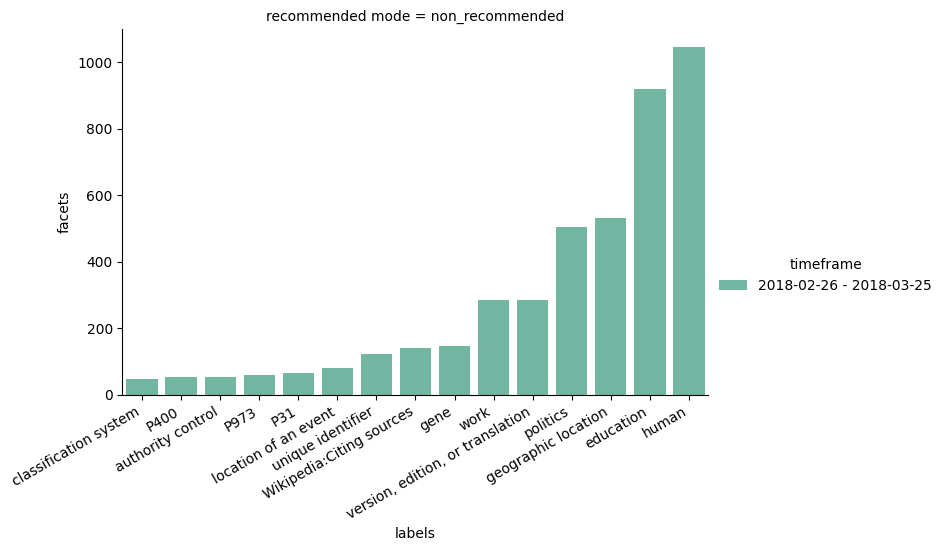 recommended mode = non_recommended
1000
800
600
400
200
0
facets
classification system
P400
authority control
P973
P31
location of an event
unique identifier
Wikipedia:Citing sources
gene
work
version, edition, or translation
politics
geographic location
education
human
labels
timeframe
2018-02-26 - 2018-03-25